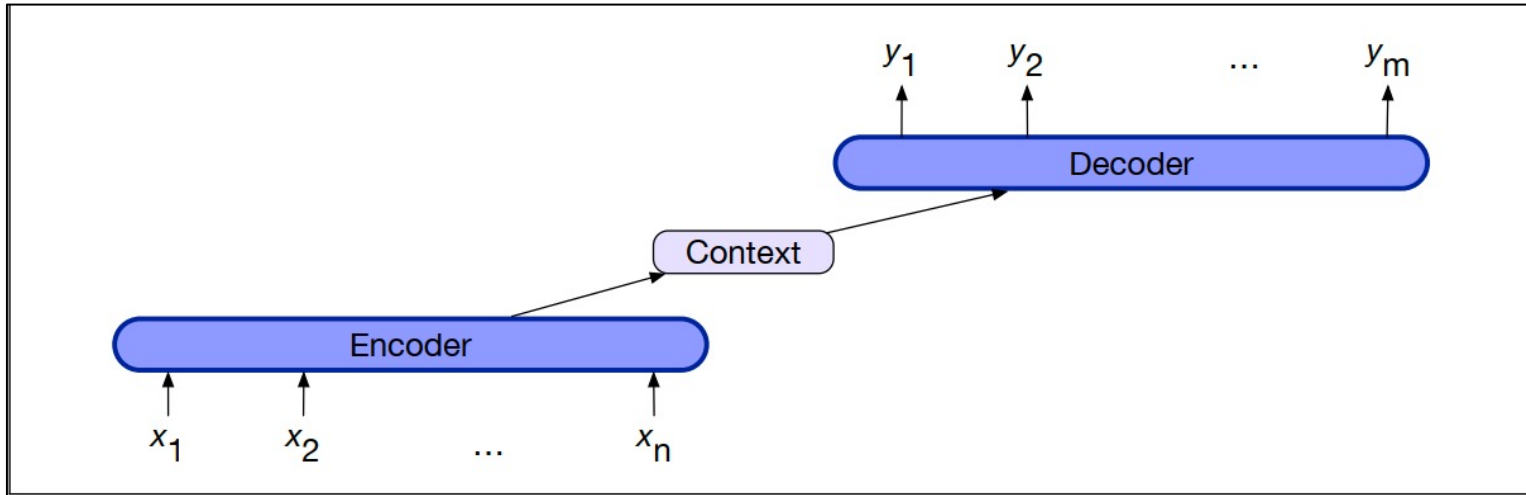 y1 y2 ... ym
Decoder
Context
Encoder
x1 x2 ... xn